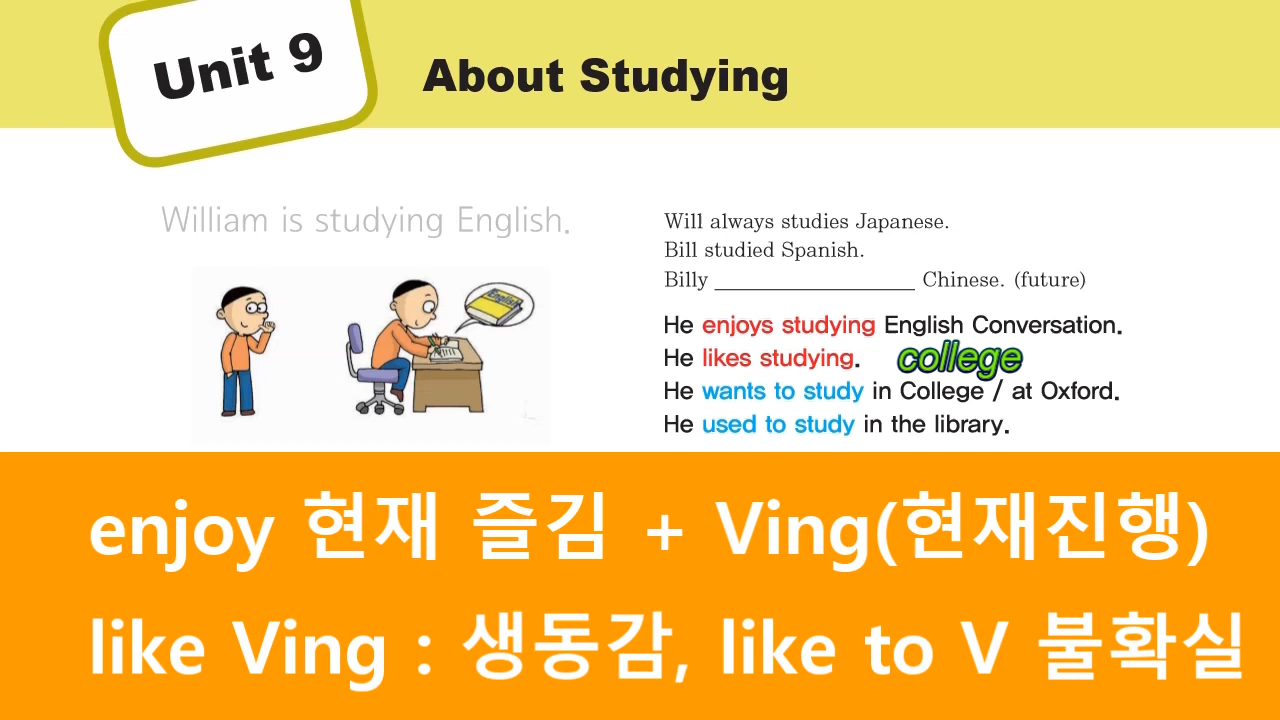 Unit 9
About Studying
William is studying English.
English
Will always studies Japanese.
Bill studied Spanish.
Billy ____________________ Chinese. (future)
He enjoys studying English Conversation.
He likes studying.
college
He wants to study in College / at Oxford.
He used to study in the library.
enjoy 현재 즐김 + Ving(현재진행)
like Ving : 생동감, like to V 불확실